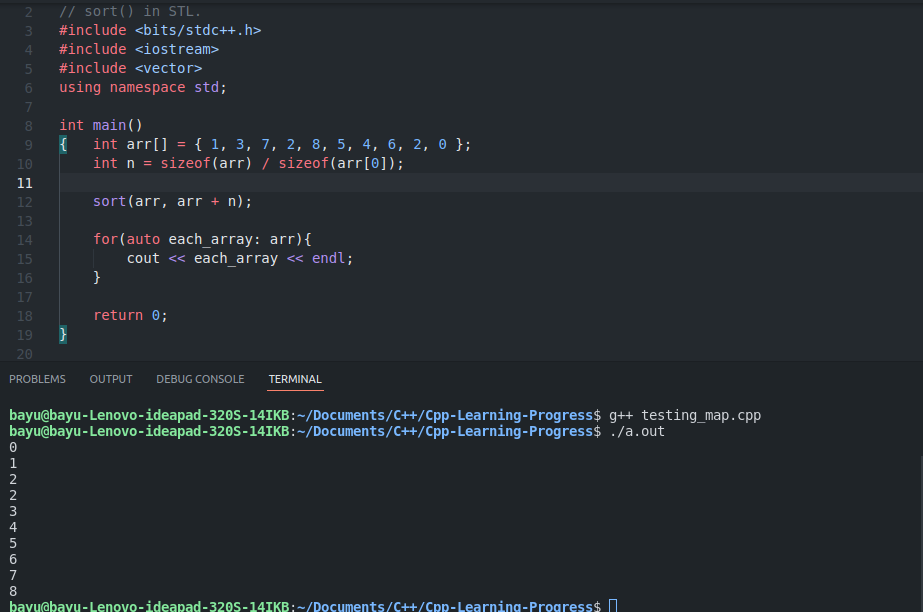 2 // sort() in STL.
3 #include <bits/stdc++.h>
4 #include <iostream>
5 #include <vector>
6 using namespace std;
7
8 int main()
9 {   int arr[] = { 1, 3, 7, 2, 8, 5, 4, 6, 2, 0 };
10     int n = sizeof(arr) / sizeof(arr[0]);
11
12     sort(arr, arr + n);
13
14     for(auto each_array: arr){
15         cout << each_array << endl;
16     }
17
18     return 0;
19 }
20
PROBLEMS OUTPUT DEBUG CONSOLE TERMINAL
bayu@bayu-Lenovo-ideapad-320S-14IKB:~/Documents/C++/Cpp-Learning-Progress$ g++ testing_map.cpp
bayu@bayu-Lenovo-ideapad-320S-14IKB:~/Documents/C++/Cpp-Learning-Progress$ ./a.out
0
1
2
2
3
4
5
6
7
8
bayu@bayu-Lenovo-ideapad-320S-14IKB:~/Documents/C++/Cpp-Learning-Progress$